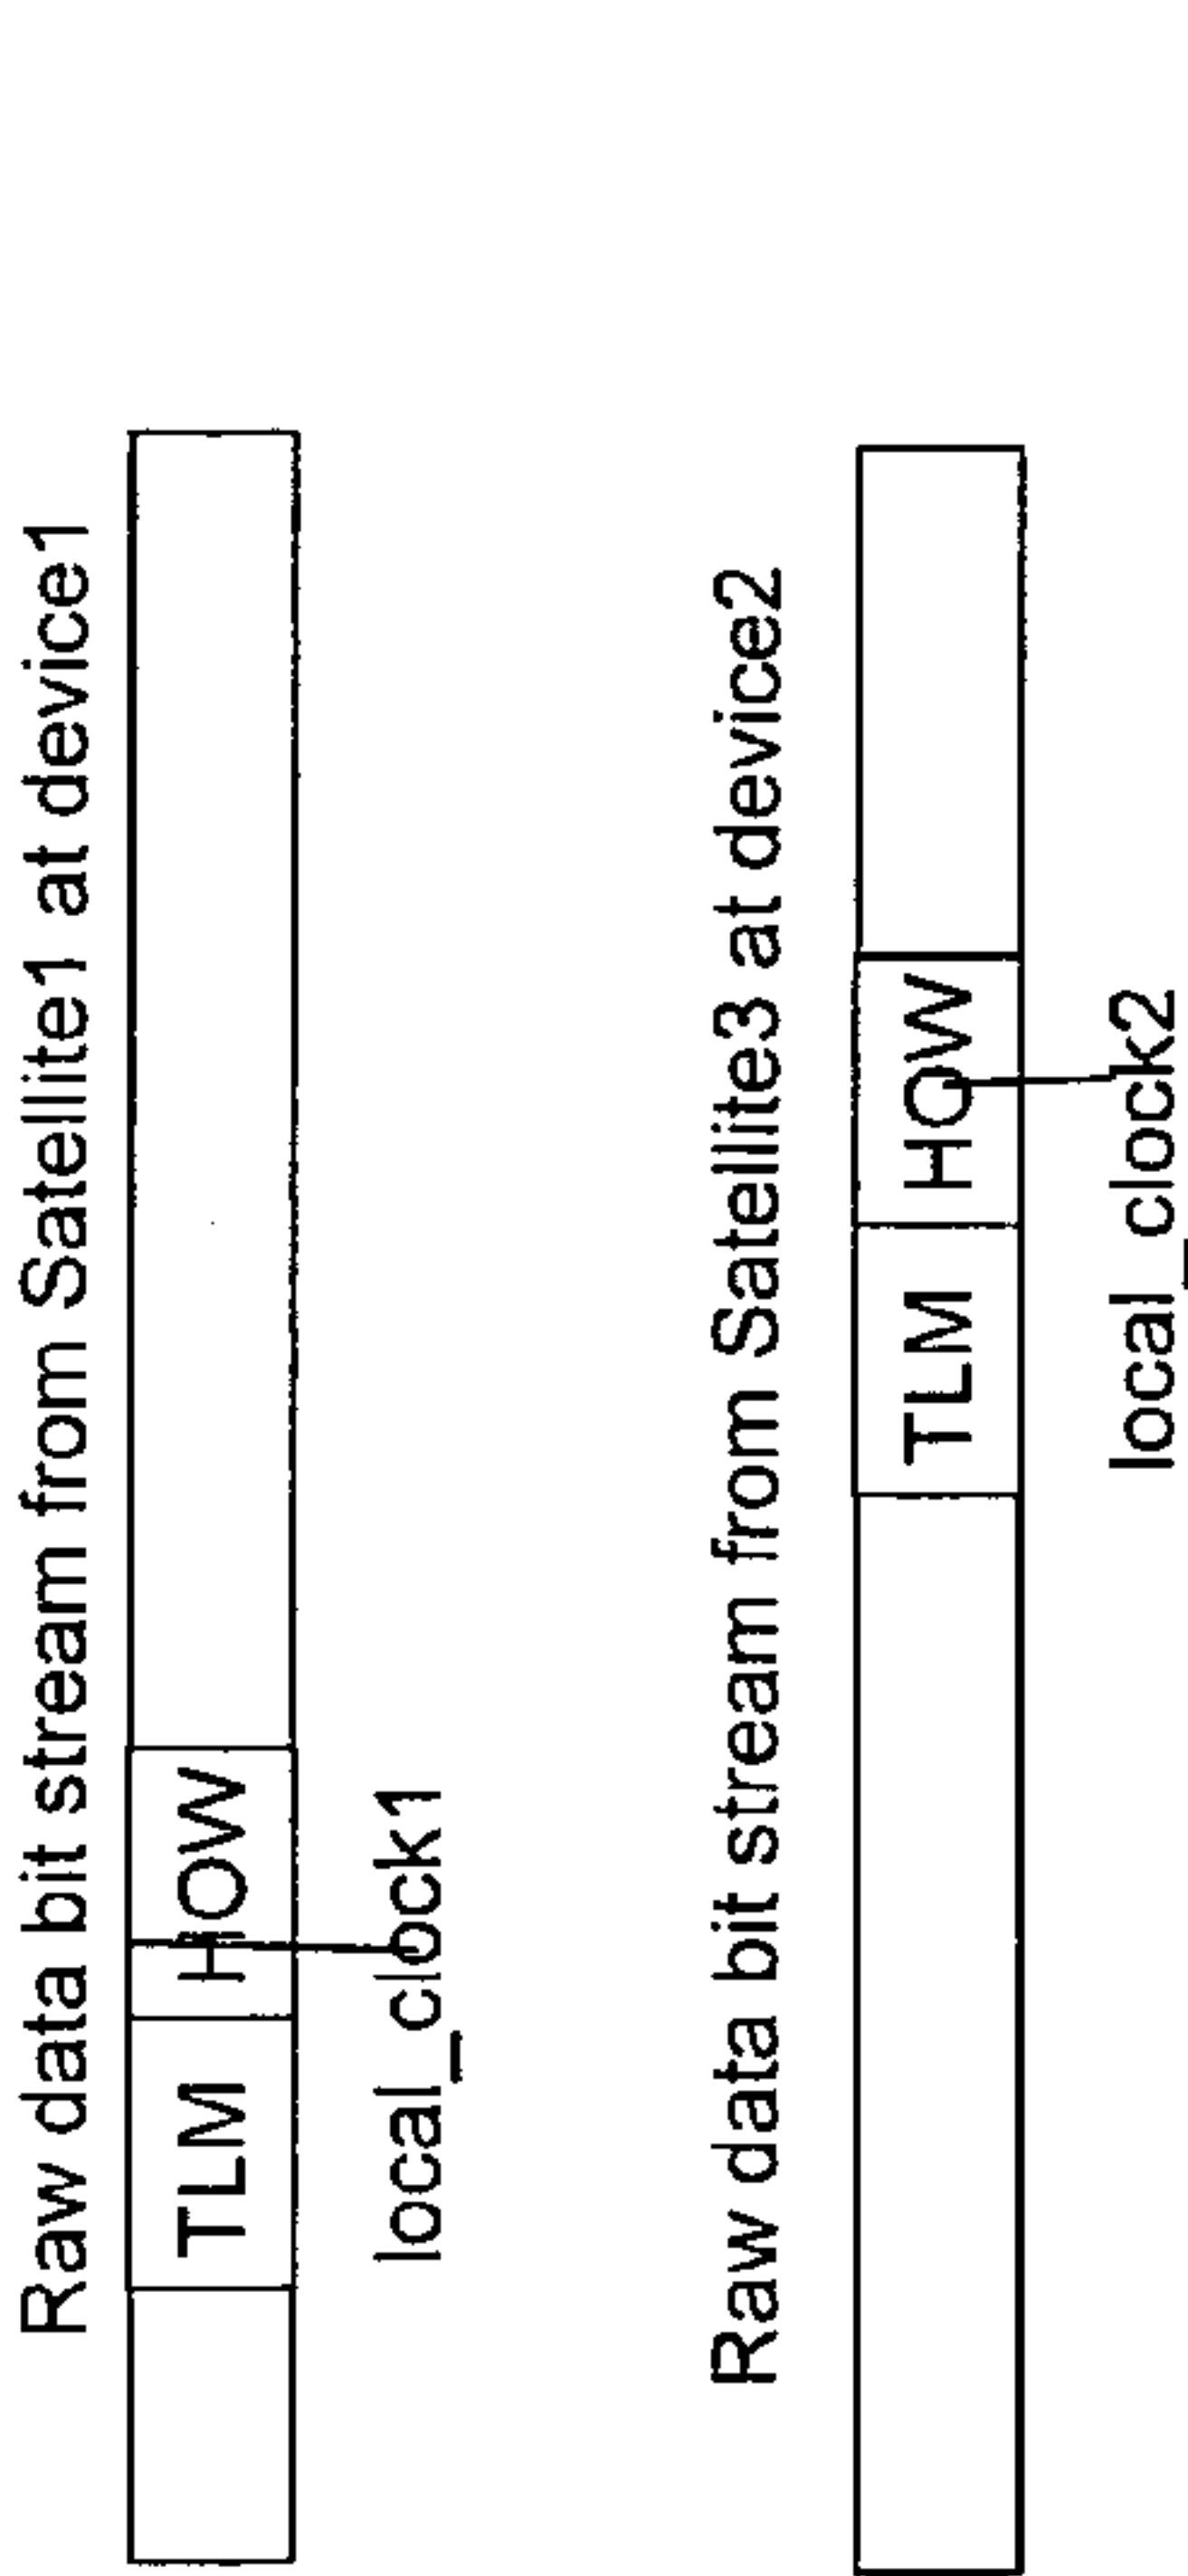 Raw data bit stream from Satellite1 at device1
TLM HOW
local_clock1
Raw data bit stream from Satellite3 at device2
TLM HOW
local_clock2